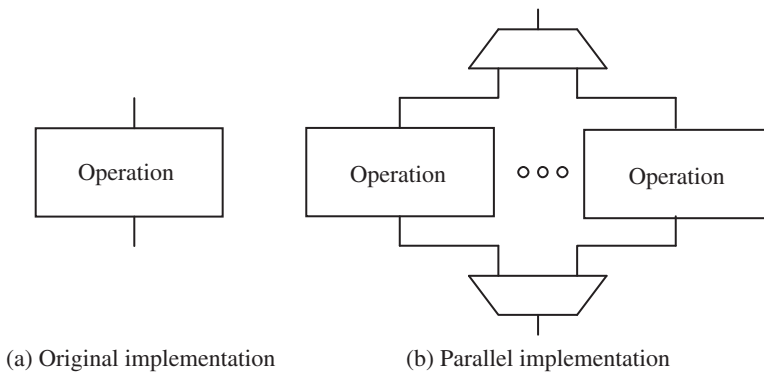 Operation
Operation
Operation
(a) Original implementation
(b) Parallel implementation